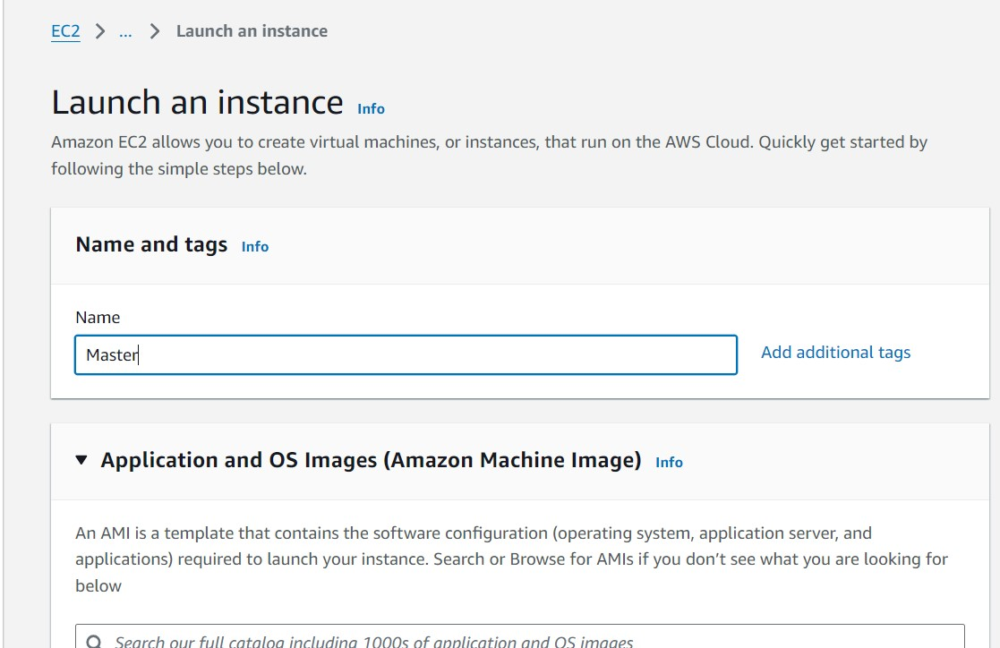 EC2 > ... > Launch an instance
Launch an instance Info
Amazon EC2 allows you to create virtual machines, or instances, that run on the AWS Cloud. Quickly get started by
following the simple steps below.
Name and tags Info
Name
Master
Add additional tags
Application and OS Images (Amazon Machine Image) Info
An AMI is a template that contains the software configuration (operating system, application server, and
applications) required to launch your instance. Search or Browse for AMIs if you don’t see what you are looking for
below
Search our full catalog including 1000s of application and OS images